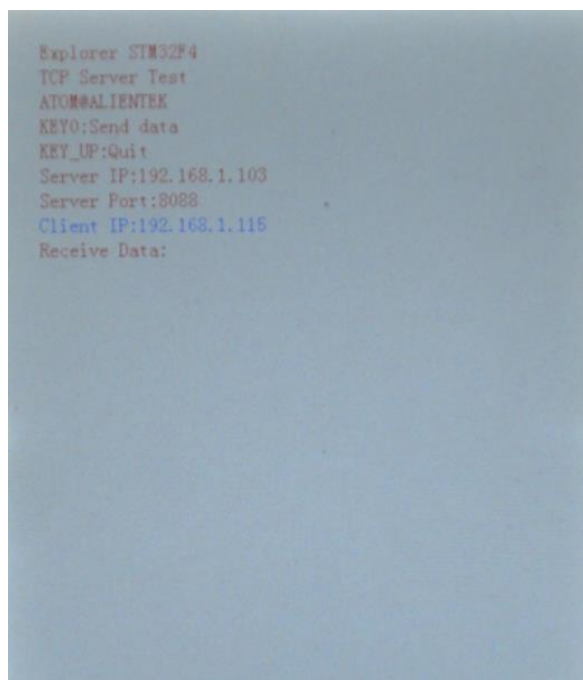 Explorer STM32F4
TCP Server Test
ATOM@ALIENTEK
KEY0:Send data
KEY_UP:Quit
Server IP:192.168.1.103
Server Port:8088
Client IP:192.168.1.115
Receive Data: